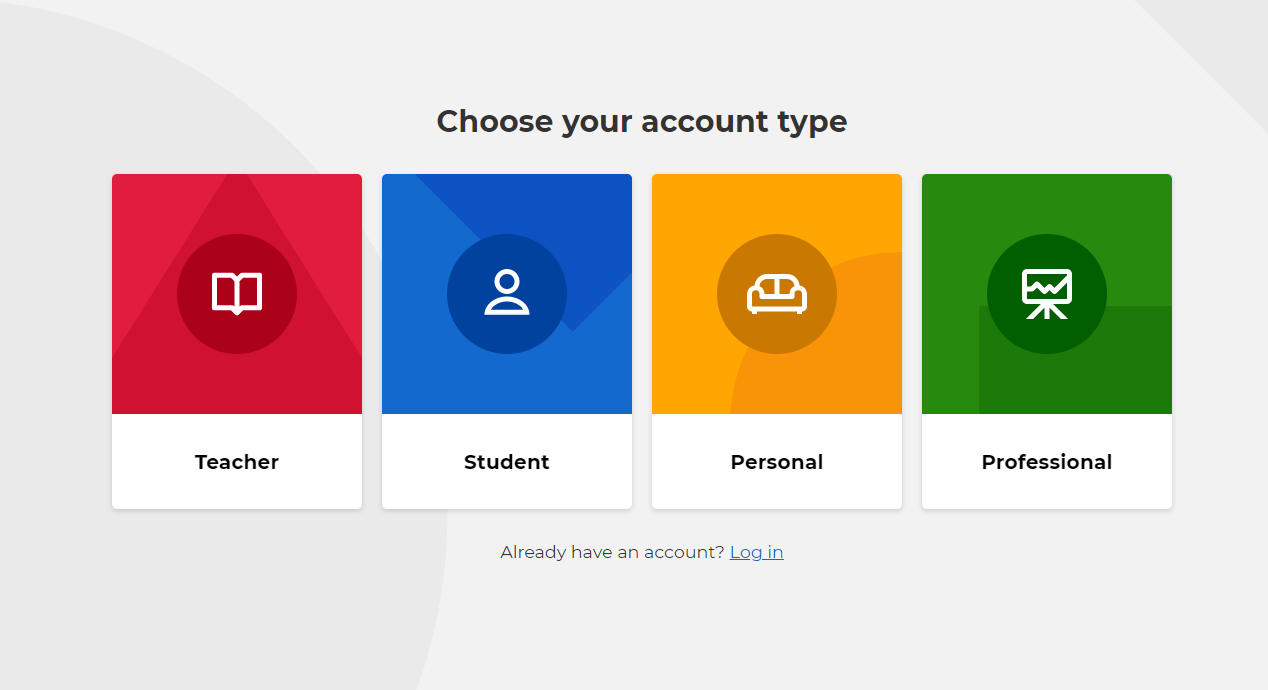 Choose your account type
Teacher
Student
Personal
Professional
Already have an account? Log in